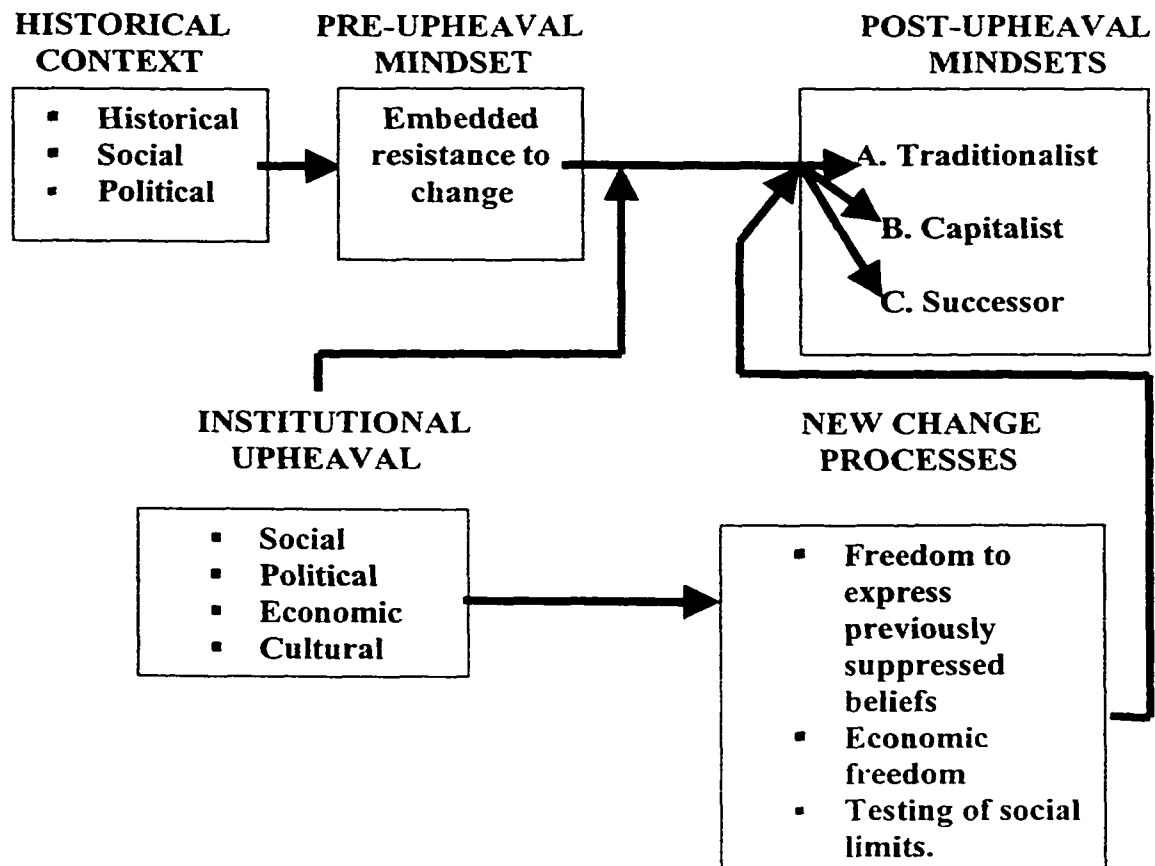 HISTORICAL
CONTEXT
▪ Historical
▪ Social
▪ Political
PRE-UPHEAVAL
MINDSET
Embedded
resistance to
change
POST-UPHEAVAL
MINDSETS
A. Traditionalist
B. Capitalist
C. Successor
INSTITUTIONAL
UPHEAVAL
▪ Social
▪ Political
▪ Economic
▪ Cultural
NEW CHANGE
PROCESSES
▪ Freedom to
express
previously
suppressed
beliefs
▪ Economic
freedom
▪ Testing of social
limits.